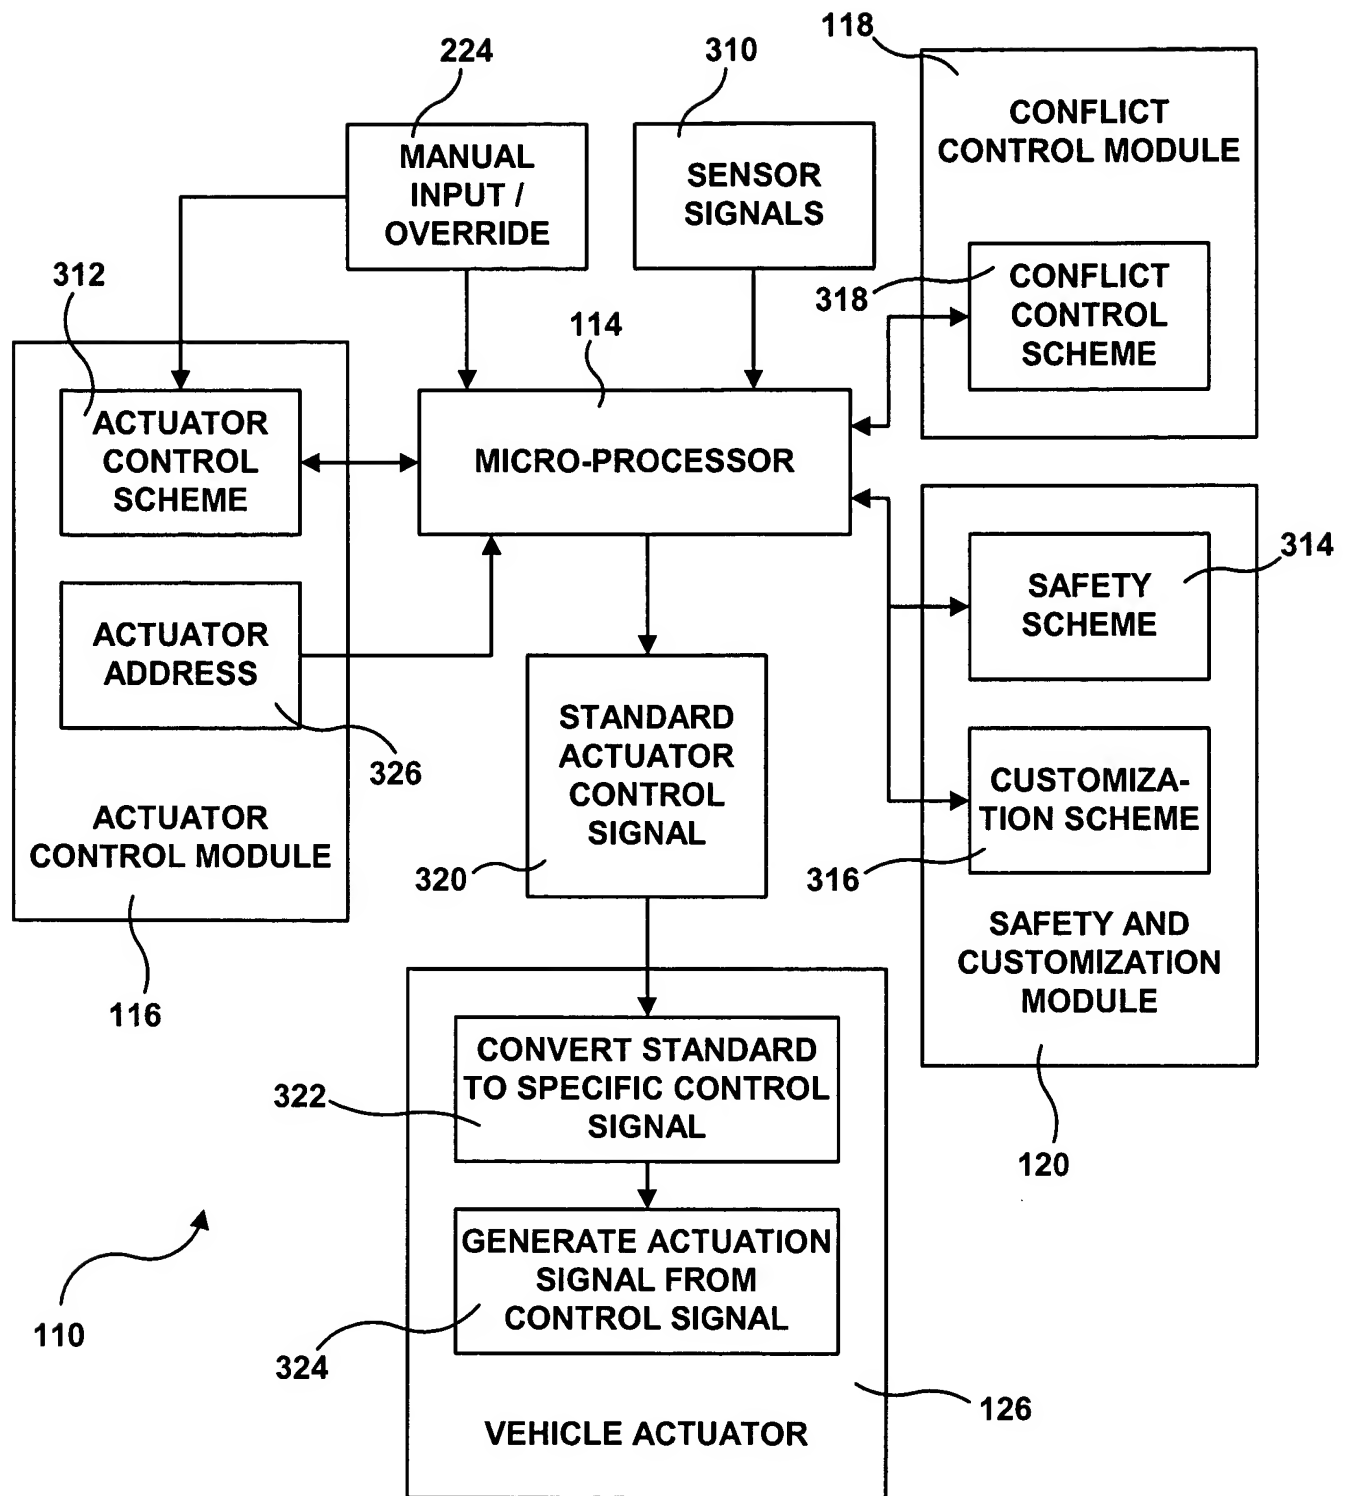 224
310
118
MANUAL
INPUT /
OVERRIDE
SENSOR
SIGNALS
CONFLICT
CONTROL MODULE
312
318
CONFLICT
CONTROL
SCHEME
114
ACTUATOR
CONTROL
SCHEME
MICRO-PROCESSOR
314
SAFETY
SCHEME
ACTUATOR
ADDRESS
326
STANDARD
ACTUATOR
CONTROL
SIGNAL
320
CUSTOMIZA-
TION SCHEME
316
ACTUATOR
CONTROL MODULE
116
SAFETY AND
CUSTOMIZATION
MODULE
120
CONVERT STANDARD
TO SPECIFIC CONTROL
SIGNAL
322
GENERATE ACTUATION
SIGNAL FROM
CONTROL SIGNAL
324
110
126
VEHICLE ACTUATOR